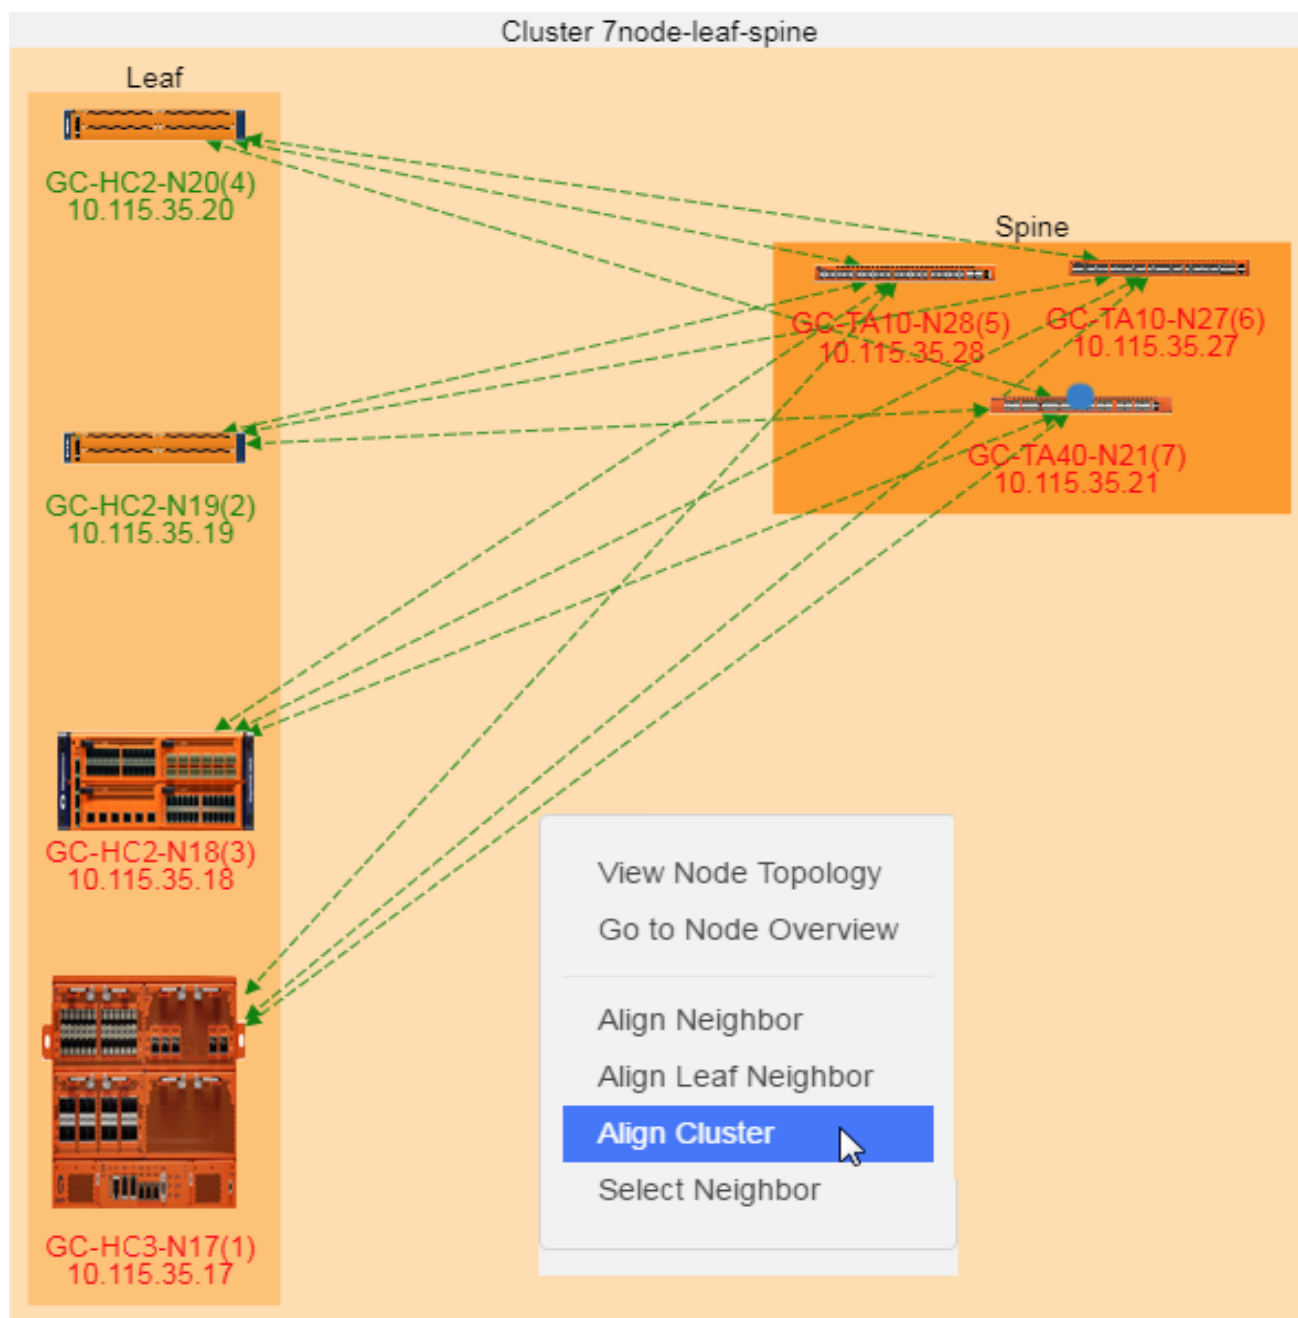 Cluster 7node-leaf-spine
Leaf
GC-HC2-N20(4)
10.115.35.20
Spine
GC-TA10-N28(5)
10.115.35.28
GC-TA10-N27(6)
10.115.35.27
GC-TA40-N21(7)
10.115.35.21
GC-HC2-N19(2)
10.115.35.19
GC-HC2-N18(3)
10.115.35.18
GC-HC3-N17(1)
10.115.35.17
View Node Topology
Go to Node Overview
Align Neighbor
Align Leaf Neighbor
Align Cluster
Select Neighbor